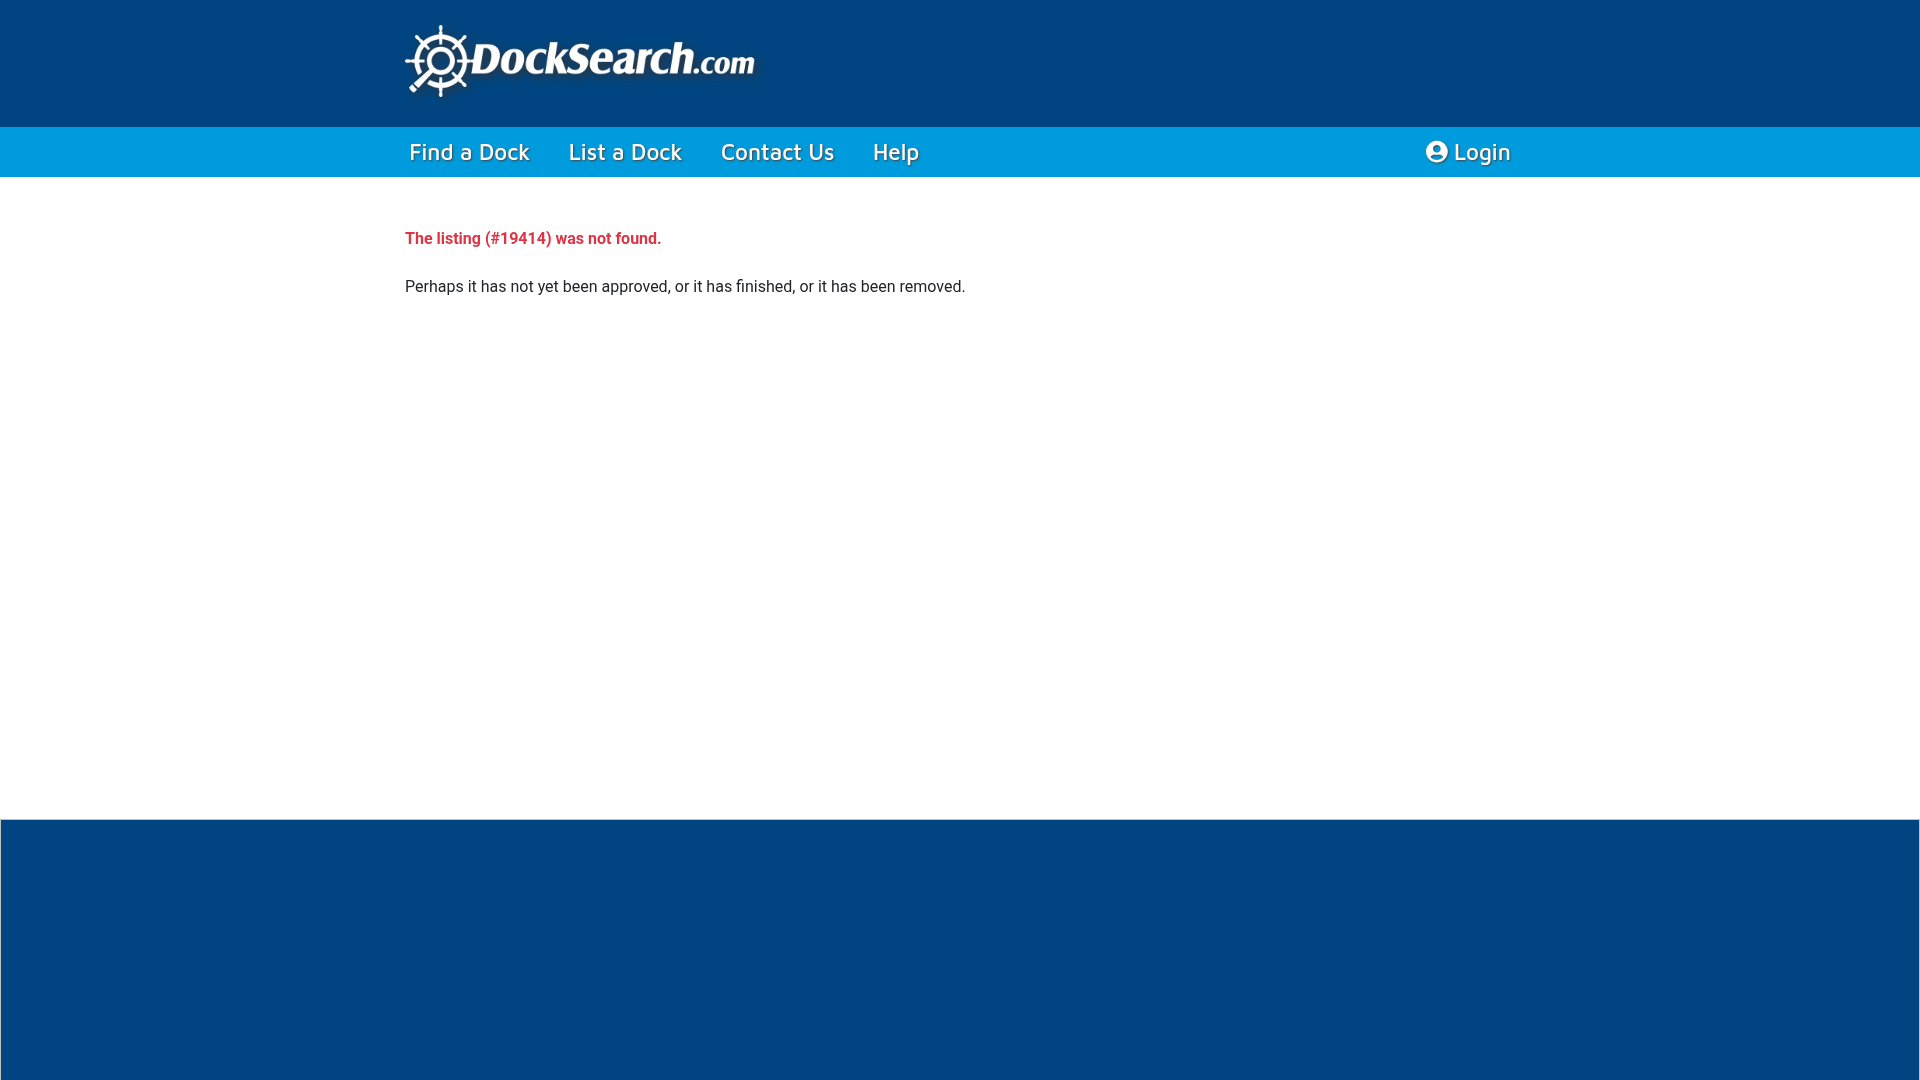 DockSearch.com
Find a Dock List a Dock Contact Us Help Login
The listing (#19414) was not found.
Perhaps it has not yet been approved, or it has finished, or it has been removed.